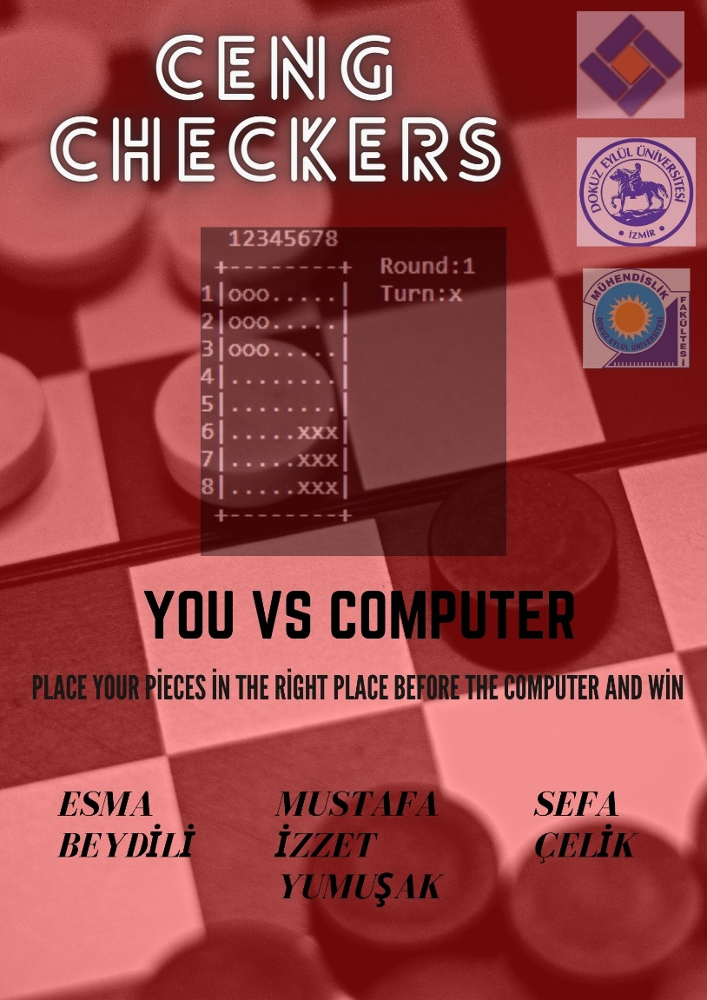 CENG
CHECKERS
DOKUZ EYLÜL ÜNİVERSİTESİ
• İZMİR •
MÜHENDİSLİK
FAKÜLTESİ
DOKUZ EYLÜL ÜNİVERSİTESİ
12345678
+--------+ Round:1
1|ooo.....| Turn:x
2|ooo.....|
3|ooo.....|
4|........|
5|........|
6|.....xxx|
7|.....xxx|
8|.....xxx|
+--------+
YOU VS COMPUTER
PLACE YOUR PİECES İN THE RİGHT PLACE BEFORE THE COMPUTER AND WİN
ESMA
BEYDİLİ
MUSTAFA
İZZET
YUMUŞAK
SEFA
ÇELİK